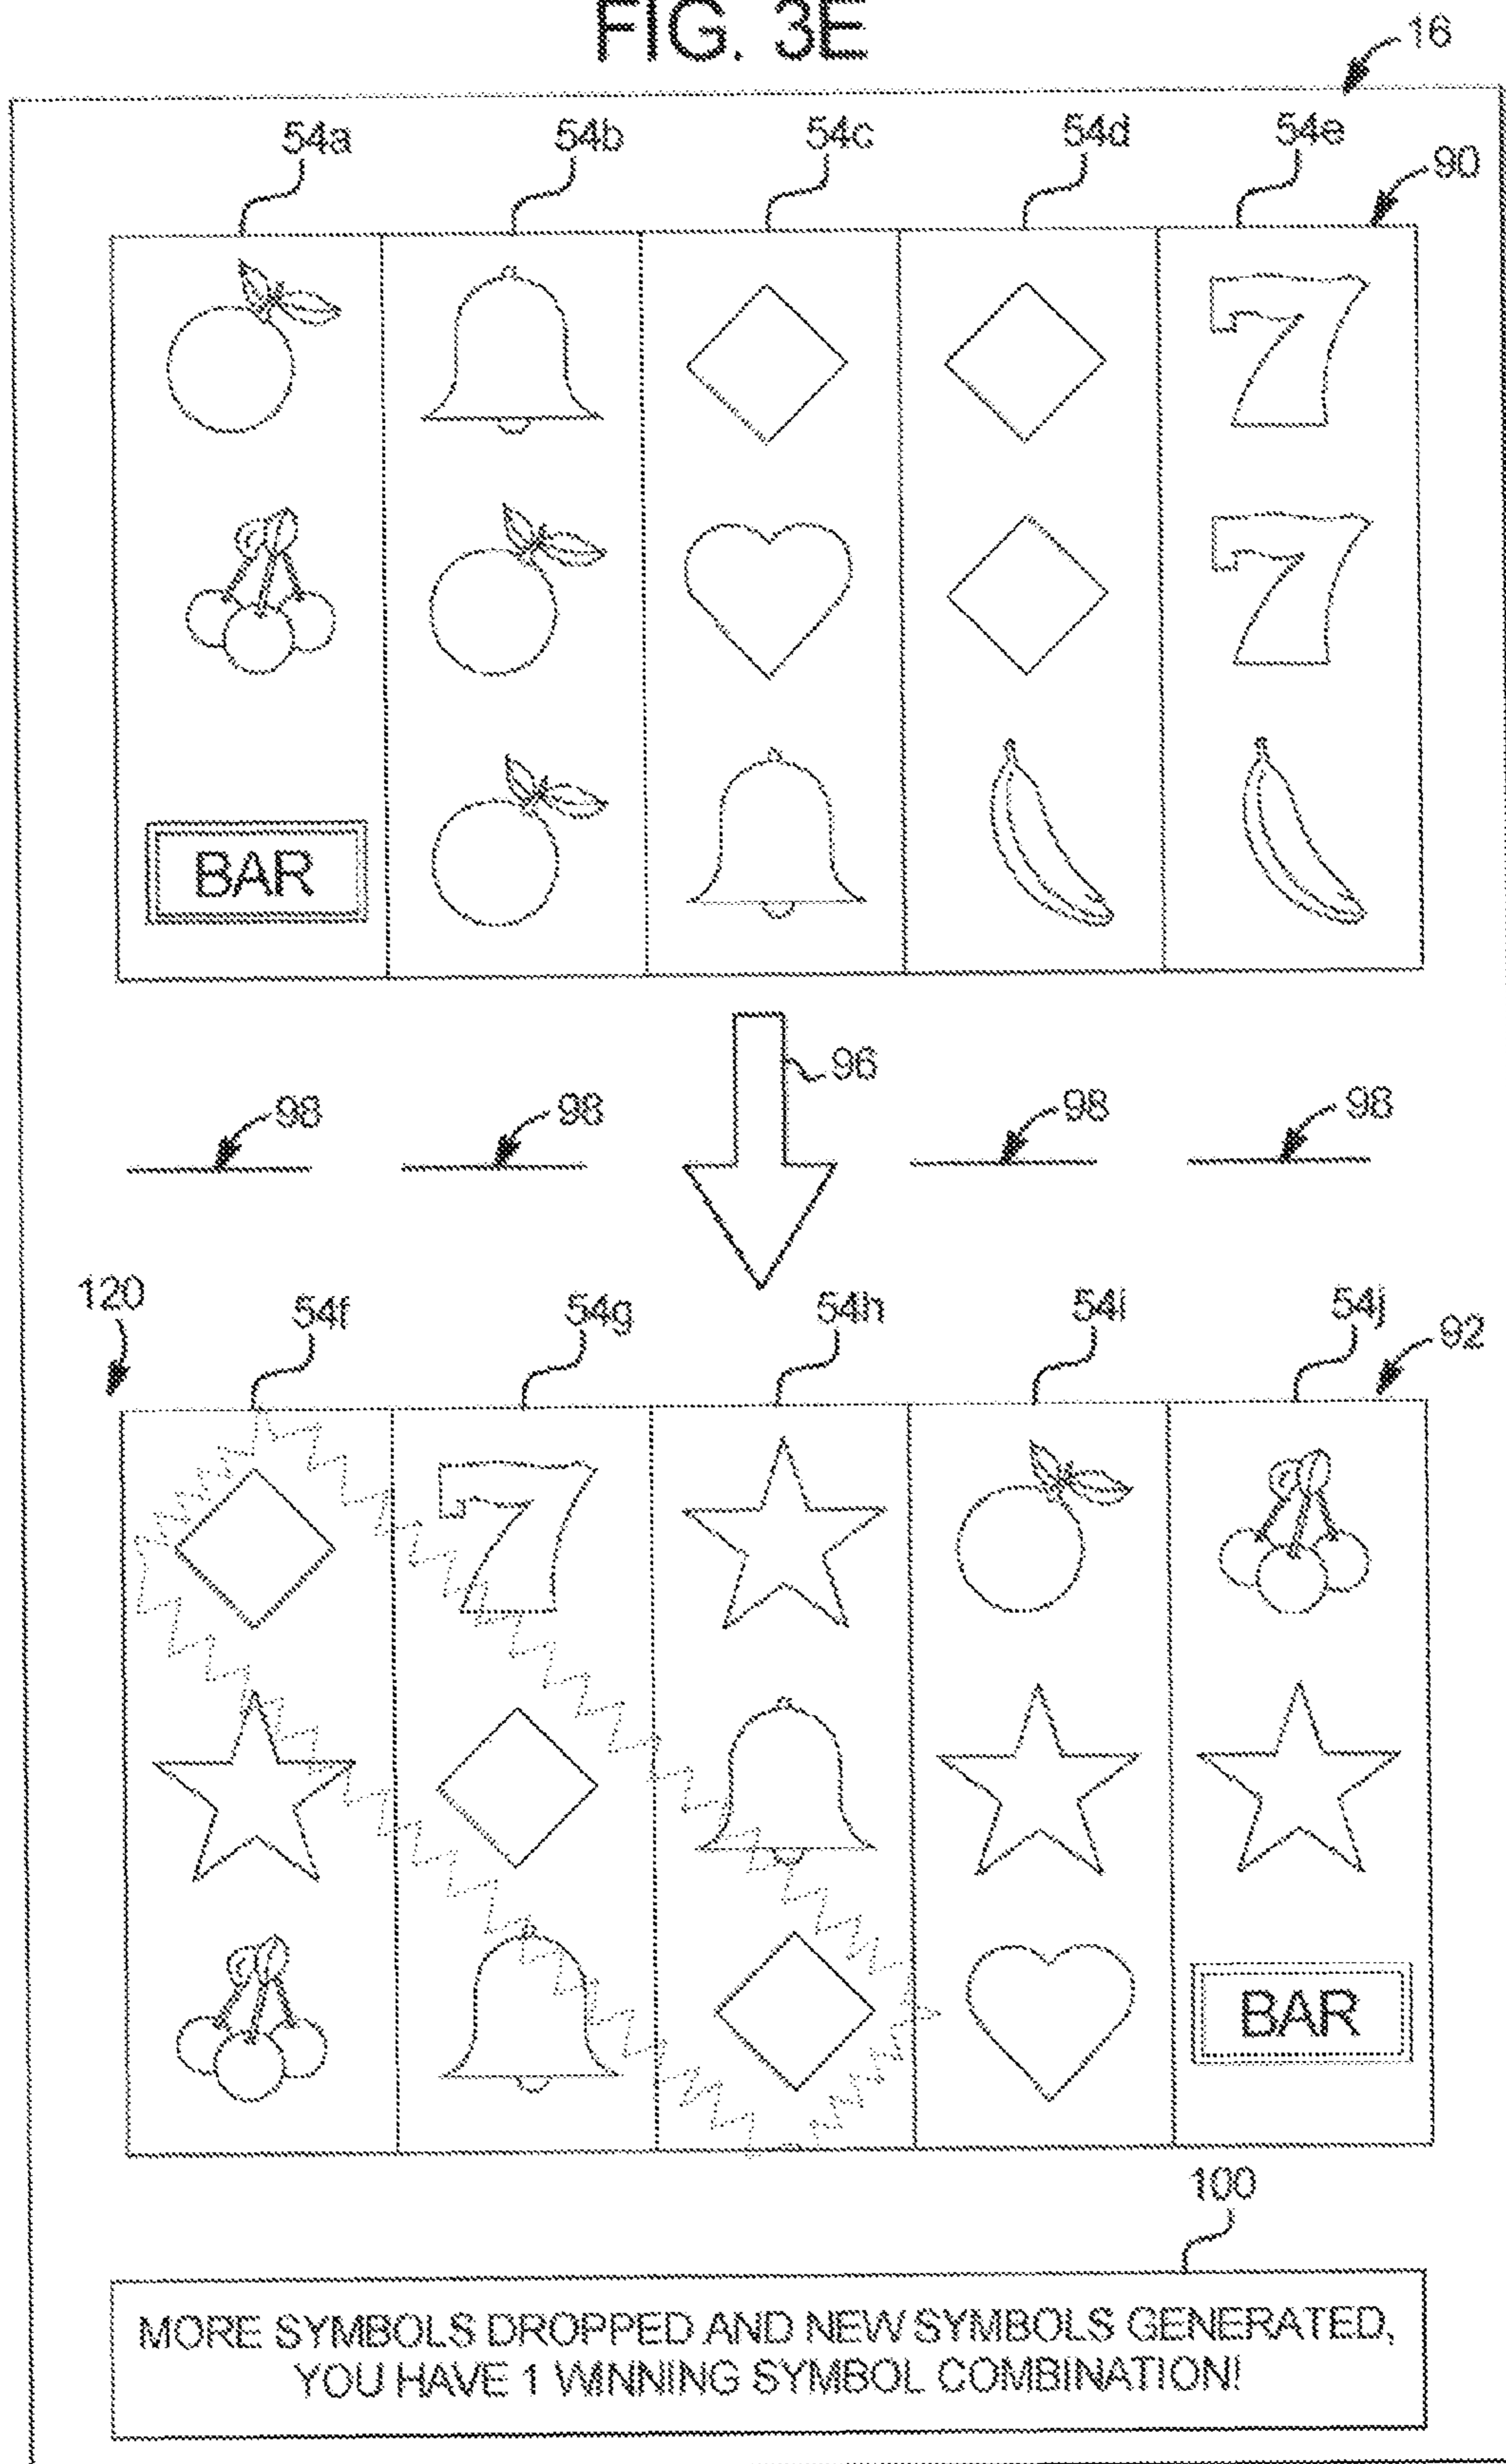 FIG. 3E
16
54a 54b 54c 54d 54e
90
7
7
BAR
96
98 98 98 98
120
54f 54g 54h 54i 54j
92
7
BAR
100
MORE SYMBOLS DROPPED AND NEW SYMBOLS GENERATED,
YOU HAVE 1 WINNING SYMBOL COMBINATION!